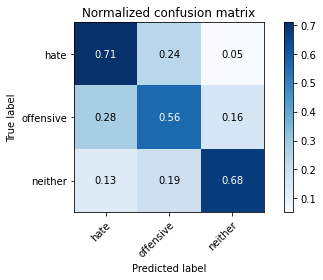 Normalized confusion matrix
True label
hate
0.71 0.24 0.05
offensive
0.28 0.56 0.16
neither
0.13 0.19 0.68
hate
offensive
neither
Predicted label
0.7
0.6
0.5
0.4
0.3
0.2
0.1